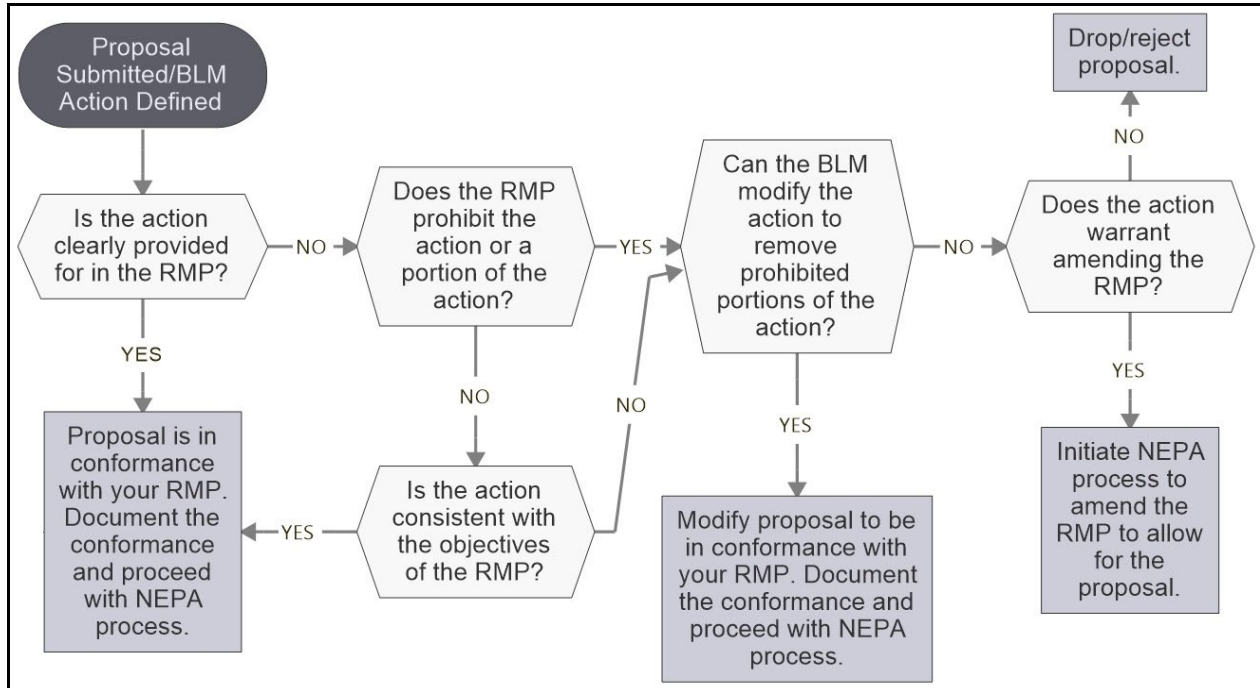 Proposal
Submitted/BLM
Action Defined
Is the action
clearly provided
for in the RMP?
NO
YES
Proposal is in
conformance
with your RMP.
Document the
conformance
and proceed
with NEPA
process.
Does the RMP
prohibit the
action or a
portion of the
action?
YES
NO
Is the action
consistent with
the objectives
of the RMP?
YES
NO
Can the BLM
modify the
action to
remove
prohibited
portions of the
action?
NO
YES
Modify proposal to be
in conformance with
your RMP. Document
the conformance and
proceed with NEPA
process.
Does the action
warrant
amending the
RMP?
NO
Drop/reject
proposal.
YES
Initiate NEPA
process to
amend the
RMP to allow
for the
proposal.